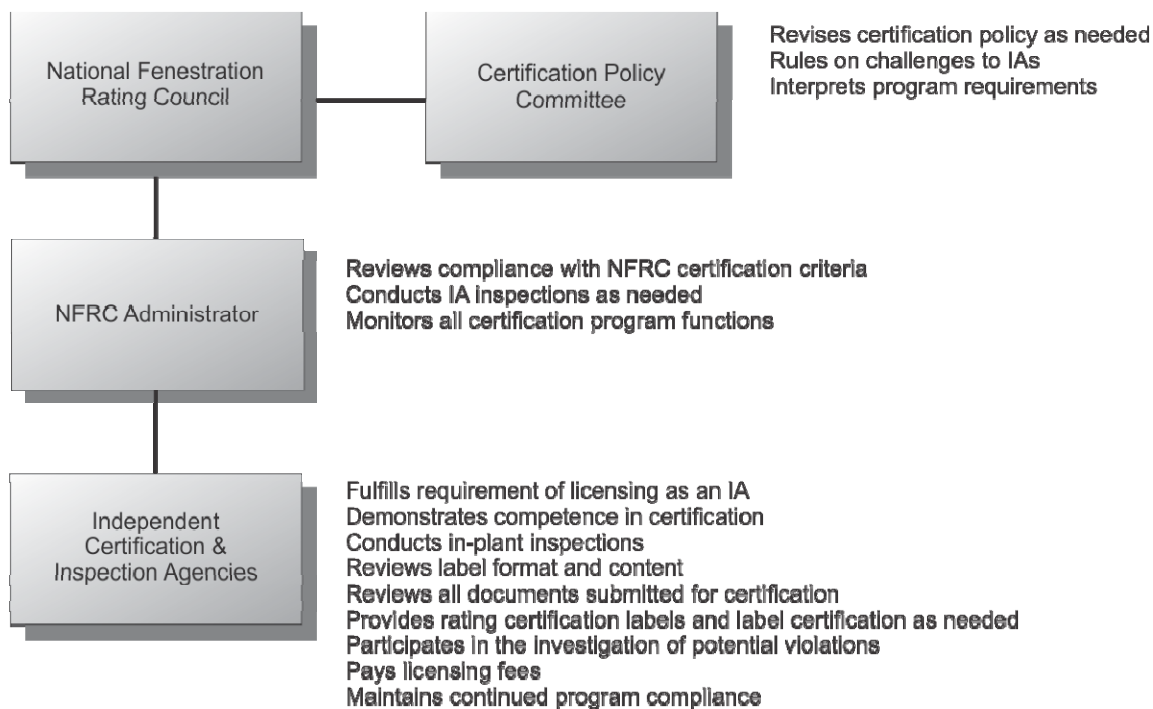 National Fenestration
Rating Council
Certification Policy
Committee
Revises certification policy as needed
Rules on challenges to IAs
Interprets program requirements
NFRC Administrator
Reviews compliance with NFRC certification criteria
Conducts IA inspections as needed
Monitors all certification program functions
Independent
Certification &
Inspection Agencies
Fulfills requirement of licensing as an IA
Demonstrates competence in certification
Conducts in-plant inspections
Reviews label format and content
Reviews all documents submitted for certification
Provides rating certification labels and label certification as needed
Participates in the investigation of potential violations
Pays licensing fees
Maintains continued program compliance